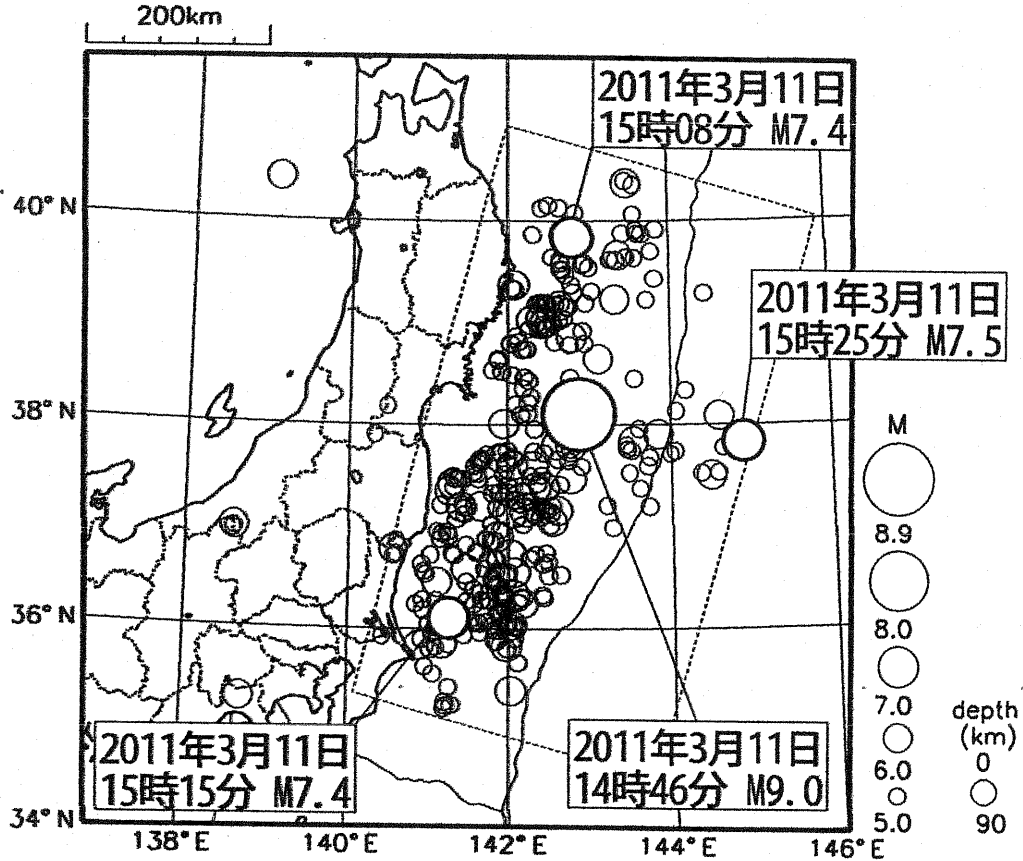 200km
2011年3月11日
15時08分 M7.4
40°N
2011年3月11日
15時25分 M7.5
38°N
M
8.9
36°N
8.0
7.0
depth
(km)
2011年3月11日
15時15分 M7.4
2011年3月11日
14時46分 M9.0
0
6.0
34°N
5.0
90
138°E
140°E
142°E
144°E
146°E